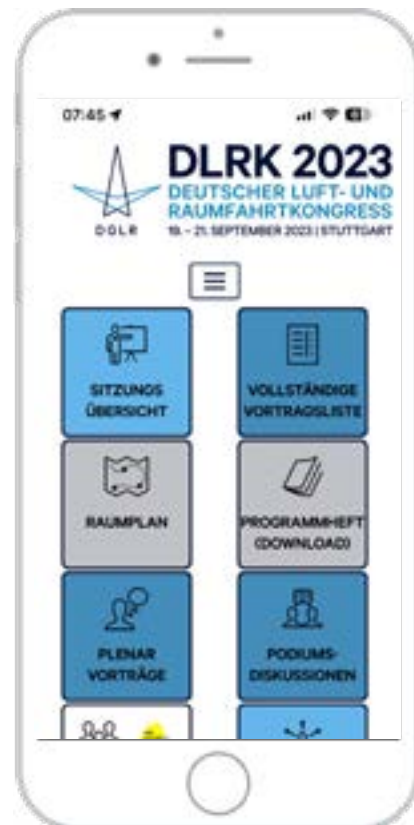 07:45
DLRK 2023
DEUTSCHER LUFT- UND
RAUMFAHRTKONGRESS
DGLR
19. - 21. SEPTEMBER 2023 | STUTTGART
SITZUNGS
ÜBERSICHT
VOLLSTÄNDIGE
VORTRAGSLISTE
RAUMPLAN
PROGRAMMHEFT
(DOWNLOAD)
PLENAR
VORTRÄGE
PODIUMS-
DISKUSSIONEN